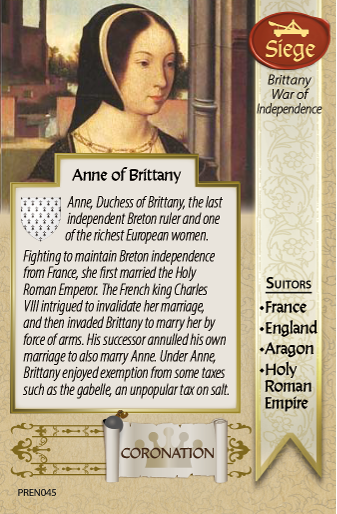 Siege
Brittany
War of
Independence
Anne of Brittany
Anne, Duchess of Brittany, the last
independent Breton ruler and one
of the richest European women.
Fighting to maintain Breton independence
from France, she first married the Holy
Roman Emperor. The French king Charles
VIII intrigued to invalidate her marriage,
and then invaded Brittany to marry her by
force of arms. His successor annulled his own
marriage to also marry Anne. Under Anne,
Brittany enjoyed exemption from some taxes
such as the gabelle, an unpopular tax on salt.
SUITORS
•France
•England
•Aragon
•Holy
Roman
Empire
CORONATION
PREN045